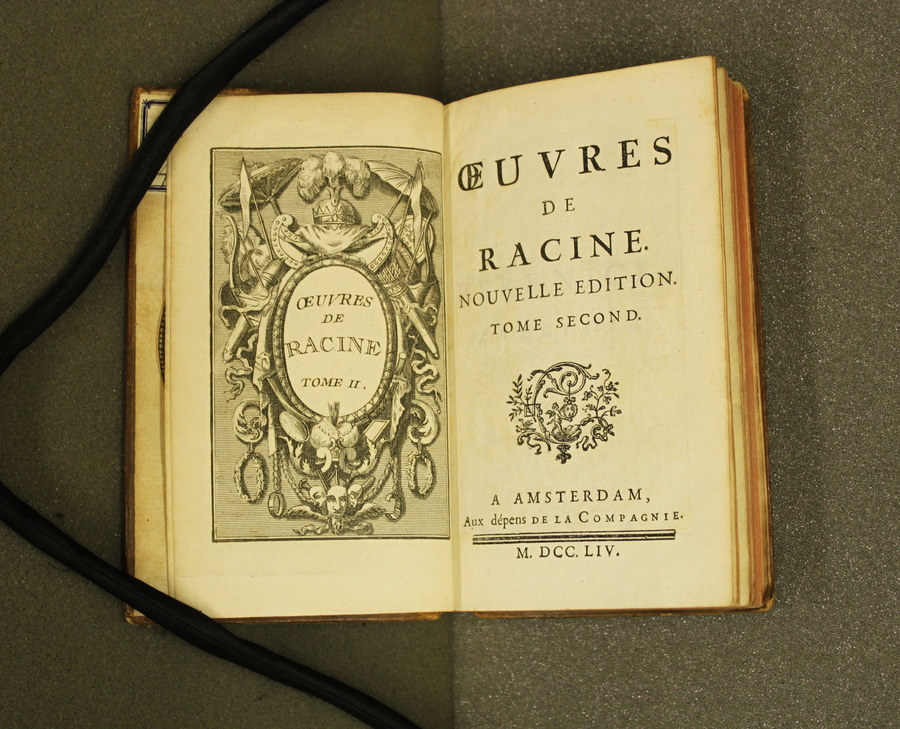 ŒUVRES
DE
RACINE
TOME II.
ŒUVRES
DE
RACINE.
NOUVELLE EDITION.
TOME SECOND.
A AMSTERDAM,
Aux dépens DE LA COMPAGNIE.
M. DCC. LIV.